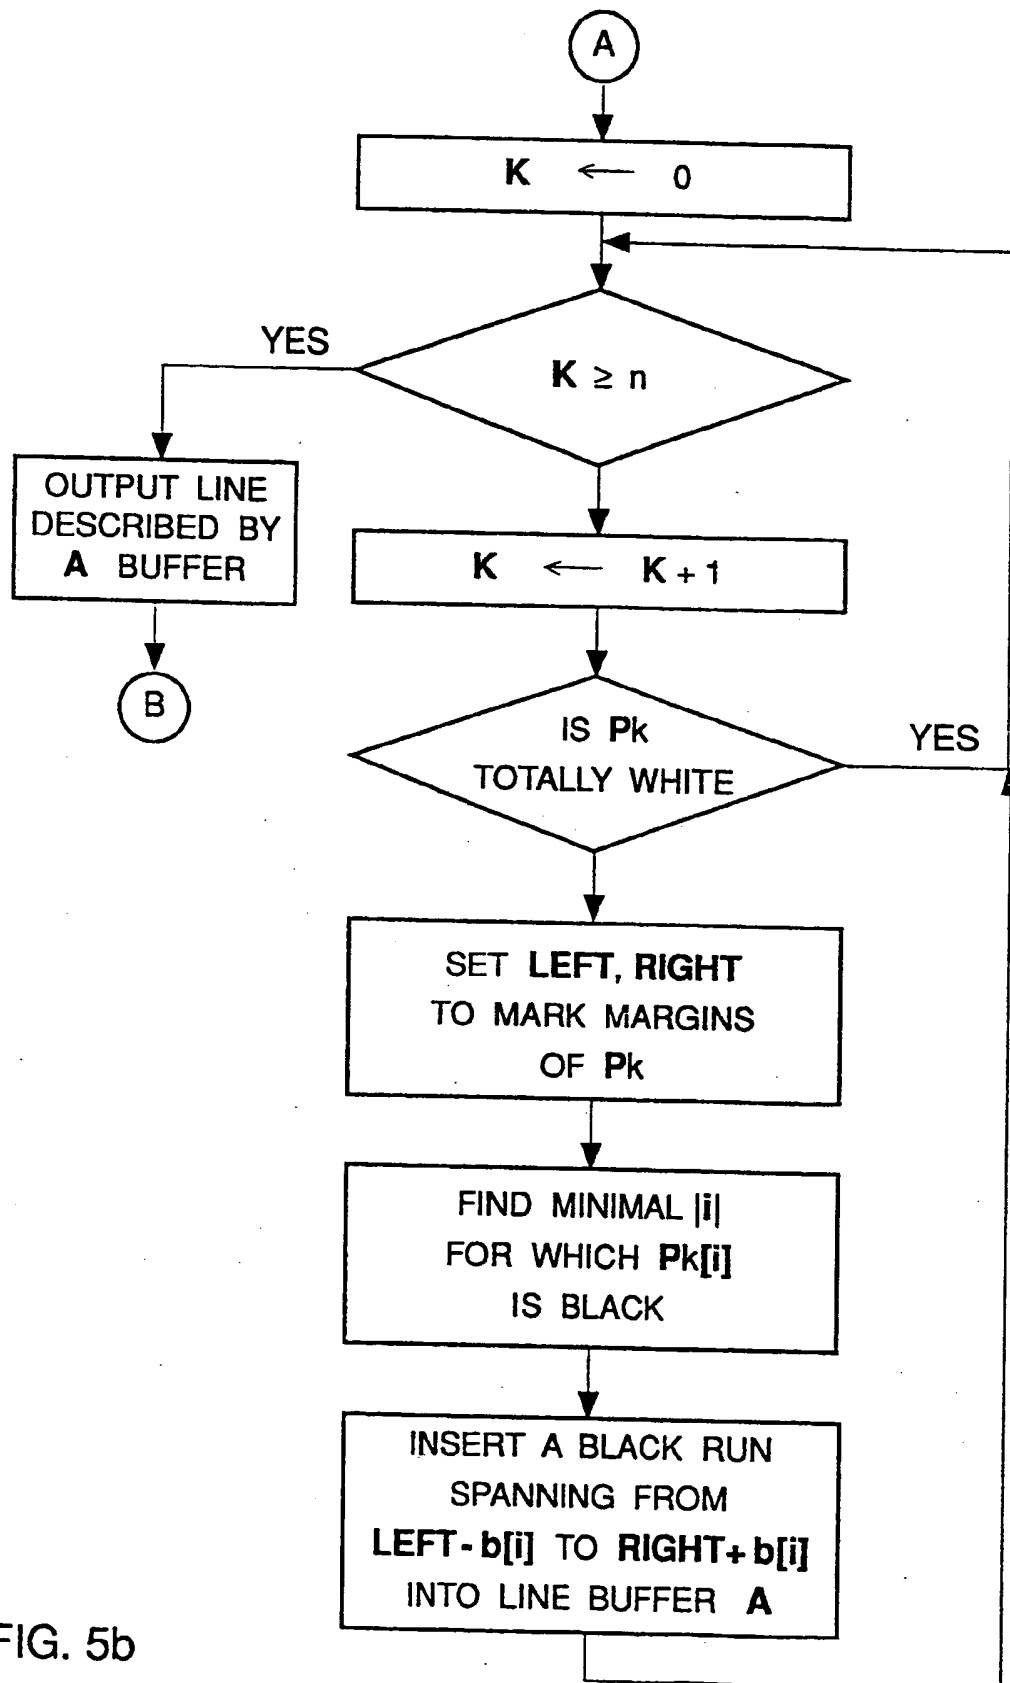 A
K ← 0
YES
K ≥ n
OUTPUT LINE
DESCRIBED BY
A BUFFER
K ← K + 1
B
IS Pk
TOTALLY WHITE
YES
SET LEFT, RIGHT
TO MARK MARGINS
OF Pk
FIND MINIMAL |i|
FOR WHICH Pk[i]
IS BLACK
INSERT A BLACK RUN
SPANNING FROM
LEFT - b[i] TO RIGHT + b[i]
INTO LINE BUFFER A
FIG. 5b